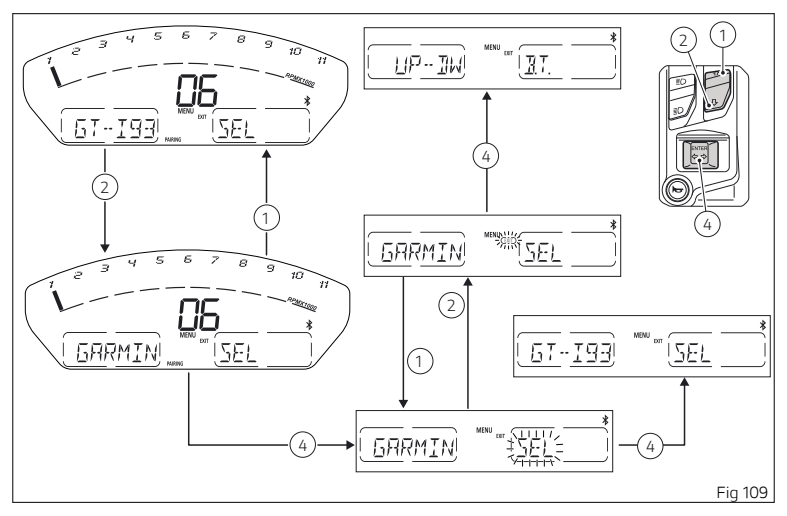 1 2 3 4 5 6 7 8 9 10 11
RPMX1000
06
MENU EXIT
GT--I93 PAIRING SEL
2
1
1 2 3 4 5 6 7 8 9 10 11
RPMX1000
06
MENU EXIT
GARMIN PAIRING SEL
4
UP--DW MENU EXIT B.T.
4
GARMIN MENU EXIT SEL
1
2
GARMIN MENU EXIT SEL
4
GT--I93 MENU EXIT SEL
2
1
ENTER
4
Fig 109